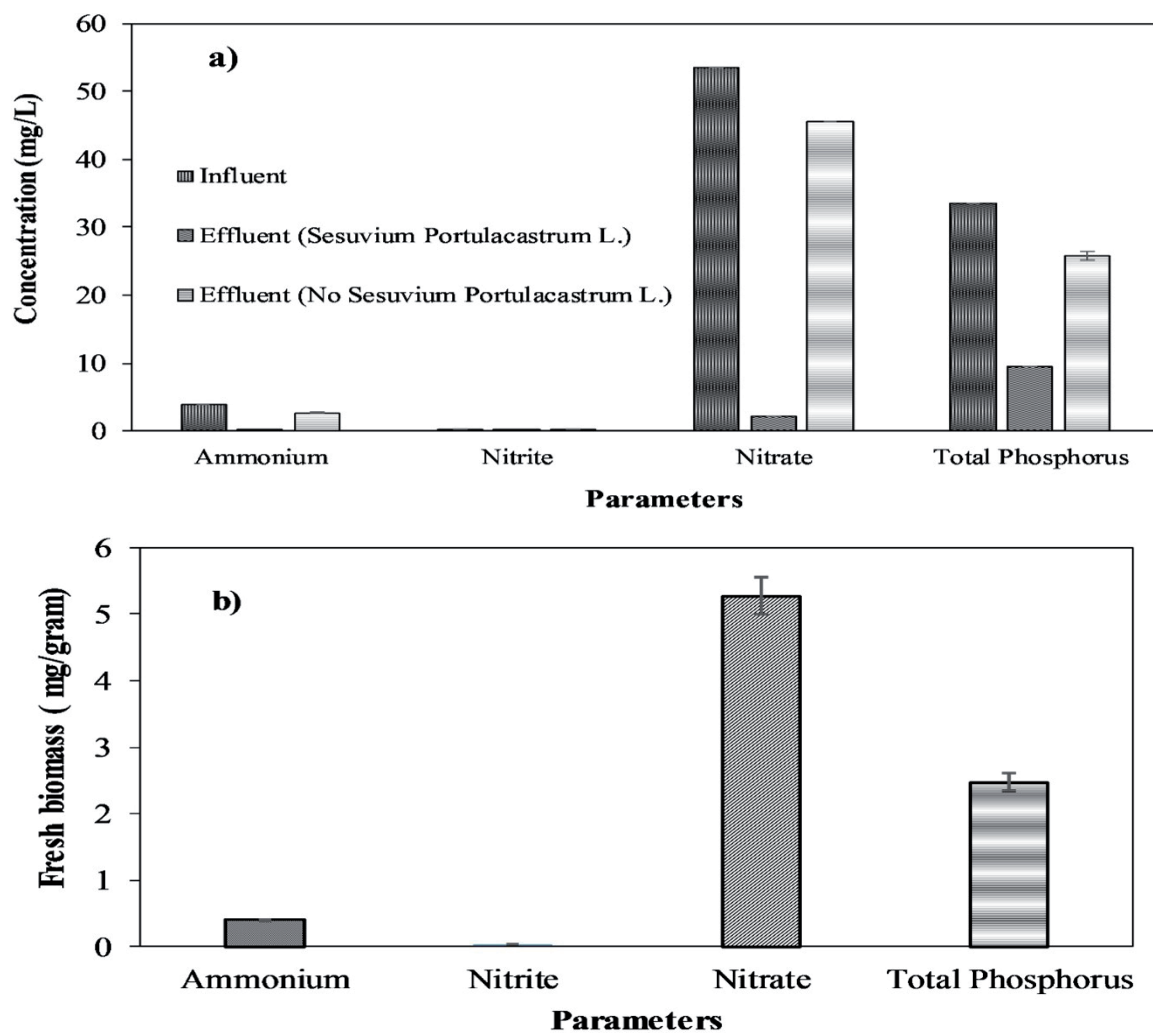 60
a)
50
40
30
20
10
0
Concentration (mg/L)
Influent
Effluent (Sesuvium Portulacastrum L.)
Effluent (No Sesuvium Portulacastrum L.)
Ammonium Nitrite Nitrate Total Phosphorus
Parameters
6
b)
5
4
3
2
1
0
Fresh biomass ( mg/gram)
Ammonium Nitrite Nitrate Total Phosphorus
Parameters